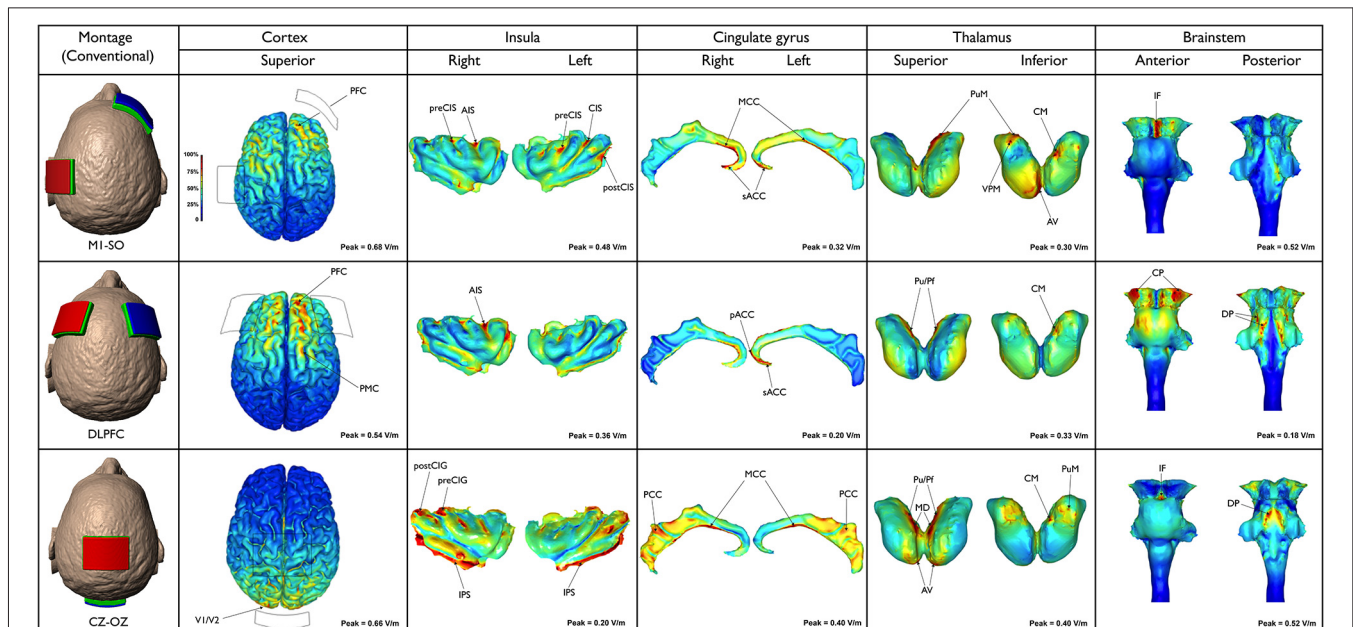 Montage
(Conventional)
Cortex
Insula
Cingulate gyrus
Thalamus
Brainstem
Superior
Right
Left
Right
Left
Superior
Inferior
Anterior
Posterior
PFC
100%
75%
50%
25%
0
M1-SO
Peak = 0.68 V/m
preCIS
AIS
preCIS
CIS
postCIS
Peak = 0.48 V/m
MCC
sACC
Peak = 0.32 V/m
PuM
CM
VPM
AV
Peak = 0.30 V/m
IF
Peak = 0.52 V/m
DLPFC
PFC
PMC
Peak = 0.54 V/m
AIS
Peak = 0.36 V/m
pACC
sACC
Peak = 0.20 V/m
Pu/Pf
CM
Peak = 0.33 V/m
CP
DP
Peak = 0.18 V/m
CZ-OZ
V1/V2
Peak = 0.66 V/m
postCIG
preCIG
IPS
IPS
Peak = 0.20 V/m
PCC
MCC
PCC
Peak = 0.40 V/m
Pu/Pf
MD
CM
PuM
AV
Peak = 0.40 V/m
IF
DP
Peak = 0.52 V/m